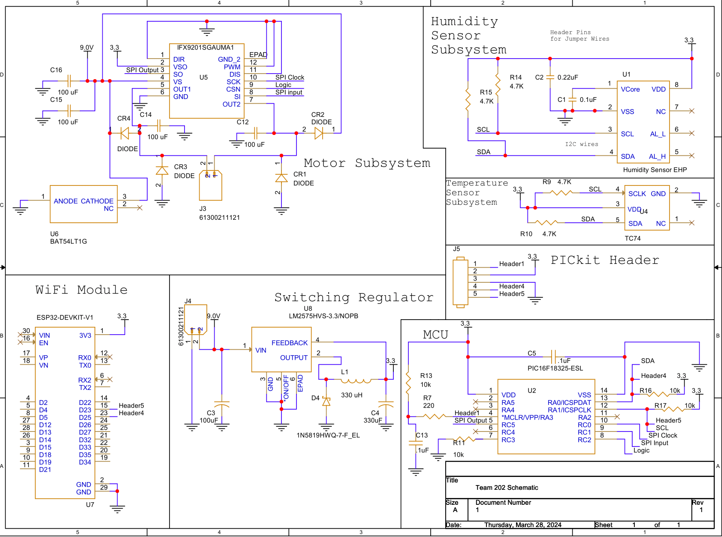 5
4
3
2
1
D
C
B
A
Humidity
Sensor
Subsystem
Header Pins
for Jumper Wires
3.3
U1
R14
4.7K
R15
4.7K
C2
0.22uF
C1
0.1uF
1
VCore
VDD
8
2
VSS
NC
7
3
SCL
AL_L
6
4
SDA
AL_H
5
SCL
SDA
I2C wires
Humidity Sensor EHP
IFX9201SGAUMA1
EPAD
U5
1
DIR
GND_2
12
2
VSO
PWM
11
SPI Output
3
SO
DIS
10
SPI Clock
4
VS
SCK
9
Logic
5
OUT1
CSN
8
SPI input
6
GND
SI
7
OUT2
9.0V
3.3
C16
100 uF
C15
100 uF
C14
100 uF
C12
100 uF
CR4
DIODE
CR2
DIODE
CR3
DIODE
CR1
DIODE
J3
61300211121
Motor Subsystem
ANODE CATHODE
NC
3
2
1
U6
BAT54LT1G
Temperature
Sensor
Subsystem
3.3
R9
4.7K
SCL
R10
4.7K
SDA
4
SCLK
GND
2
3
VDD
U4
5
SDA
NC
1
TC74
J5
1
2
3
4
5
Header1
Header4
Header5
3.3
PICkit Header
WiFi Module
ESP32-DEVKIT-V1
3.3
30
VIN
3V3
1
16
EN
17
VP
RX0
12
18
VN
TX0
13
RX2
6
TX2
7
4
D2
D22
14
5
D4
D23
15
Header5
8
D5
D25
23
Header4
28
D12
D26
24
D13
D27
D14
D32
D15
D33
D18
D35
20
D19
D34
19
11
D21
GND
2
GND
29
U7
Switching Regulator
J4
61300211121
9.0V
U8
LM2575HVS-3.3/NOPB
1
VIN
FEEDBACK
4
OUTPUT
2
GND
ON/OFF
EPAD
3
5
6
C3
100uF
L1
330 uH
D4
1N5819HWQ-7-F_EL
C4
330uF
3.3
MCU
3.3
C5
.1uF
PIC16F18325-ESL
U2
R13
10k
R7
220
Header1
SPI Output
R11
10k
C13
.1uF
1
VDD
VSS
14
2
RA5
RA0/ICSPDAT
13
3
RA4
RA1/ICSPCLK
12
4
*MCLR/VPP/RA3
RA2
11
5
RC5
RC0
10
6
RC4
RC1
9
7
RC3
RC2
8
SDA
Header4
R16
10k
3.3
R17
10k
3.3
Header5
SCL
SPI Clock
SPI Input
Logic
Title
Team 202 Schematic
Size
A
Document Number
1
Rev
1
Date:
Thursday, March 28, 2024
Sheet
1
of
1